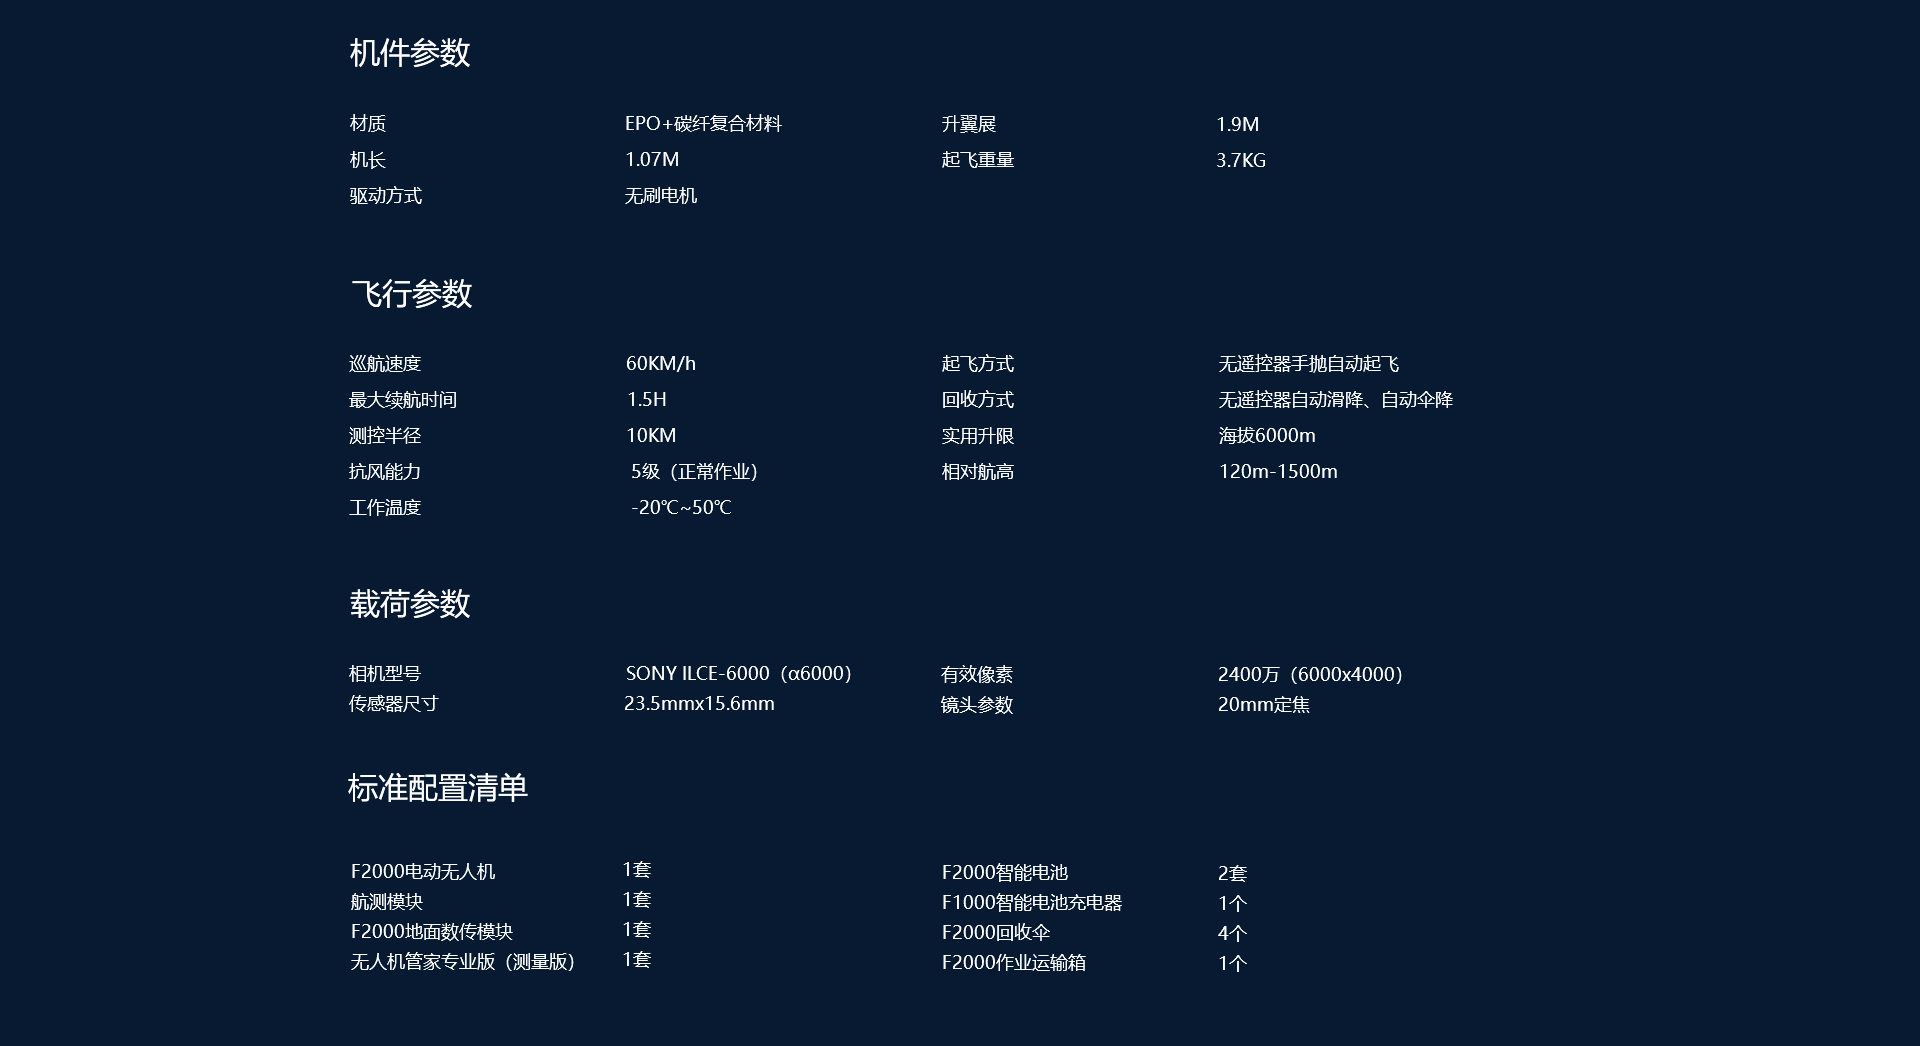 机件参数
材质 EPO+碳纤复合材料 升翼展 1.9M
机长 1.07M 起飞重量 3.7KG
驱动方式 无刷电机
飞行参数
巡航速度 60KM/h 起飞方式 无遥控器手抛自动起飞
最大续航时间 1.5H 回收方式 无遥控器自动滑降、自动伞降
测控半径 10KM 实用升限 海拔6000m
抗风能力 5级（正常作业） 相对航高 120m-1500m
工作温度 -20℃~50℃
载荷参数
相机型号 SONY ILCE-6000（α6000） 有效像素 2400万（6000x4000）
传感器尺寸 23.5mmx15.6mm 镜头参数 20mm定焦
标准配置清单
F2000电动无人机 1套 F2000智能电池 2套
航测模块 1套 F1000智能电池充电器 1个
F2000地面数传模块 1套 F2000回收伞 4个
无人机管家专业版（测量版） 1套 F2000作业运输箱 1个